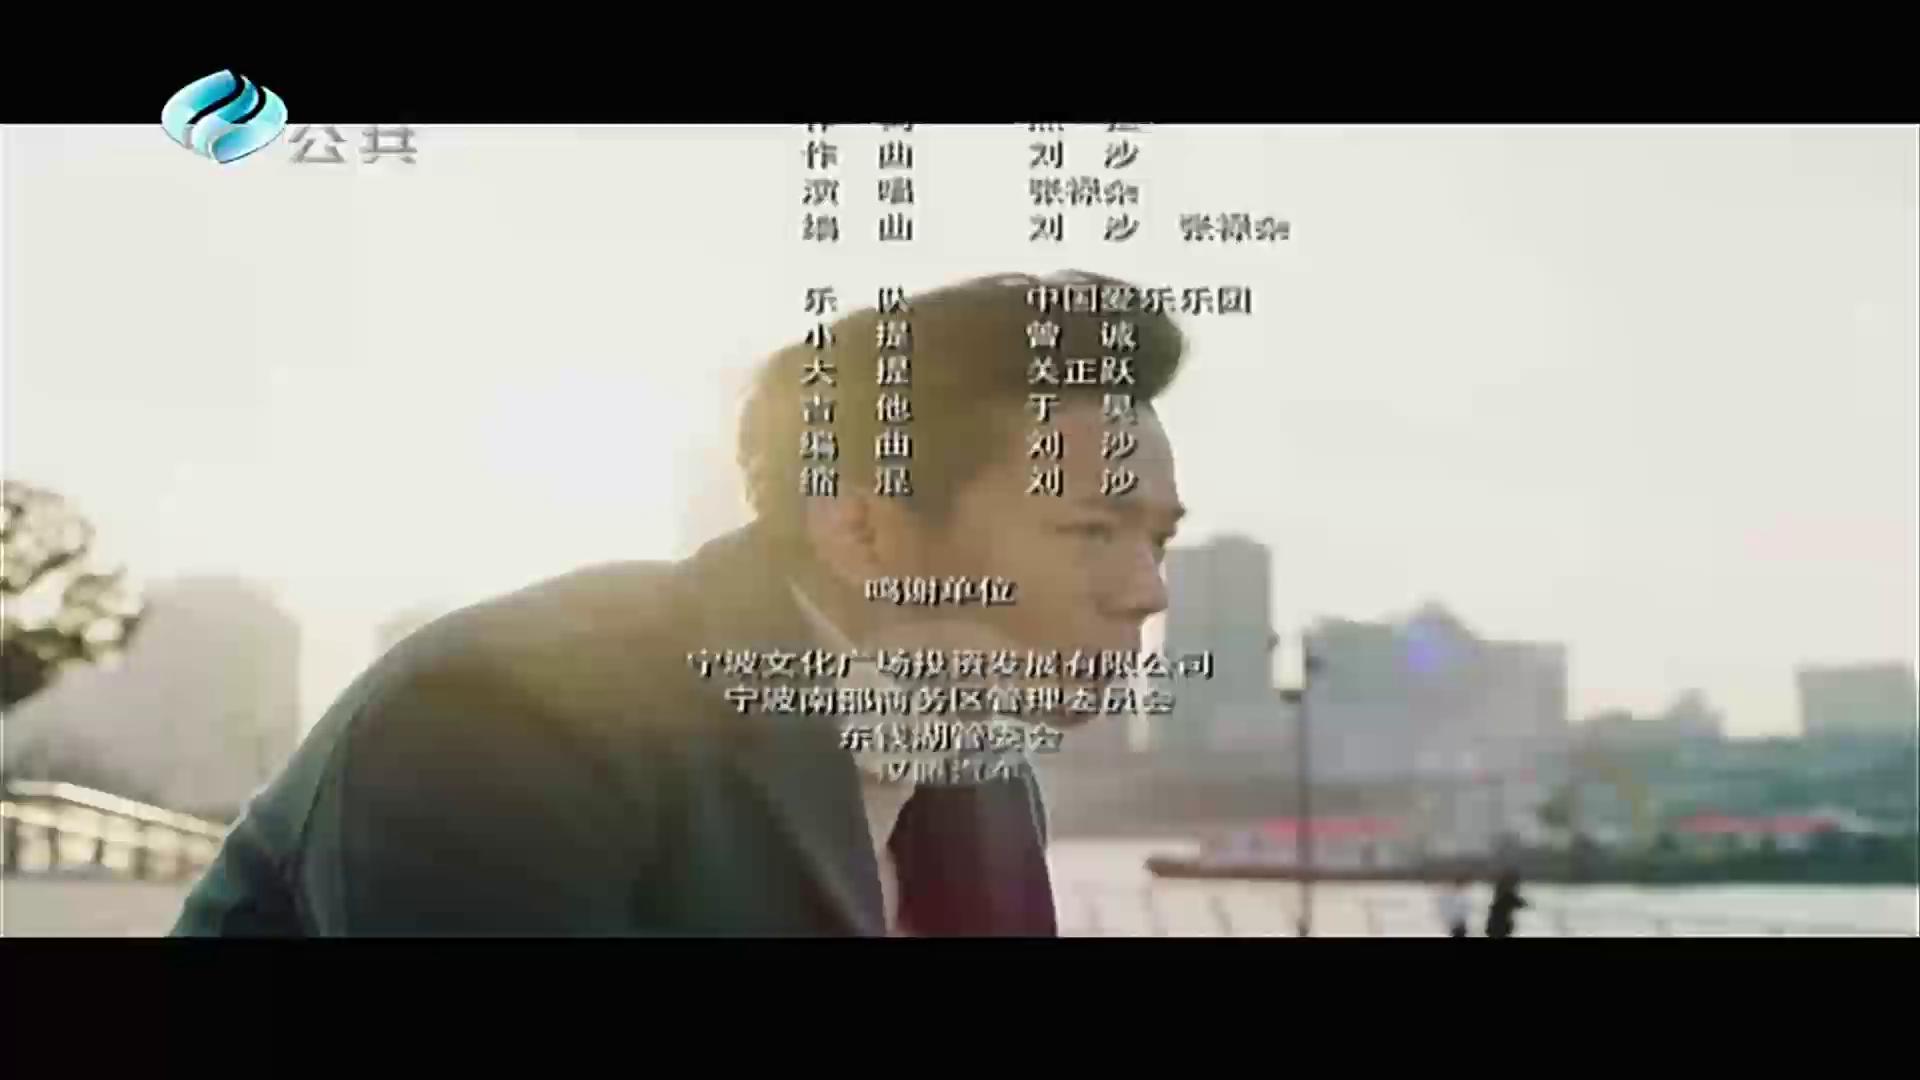 公共
作 曲 刘 沙
演 唱 张操杂
编 曲 刘 沙 张操杂
乐 队 中国爱乐乐团
小 提 曾 诚
大 提 关正跃
吉 他 于 昊
编 曲 刘 沙
缩 混 刘 沙
鸣谢单位
宁波文化广场投资发展有限公司
宁波南部商务区管理委员会
东钱湖管委会